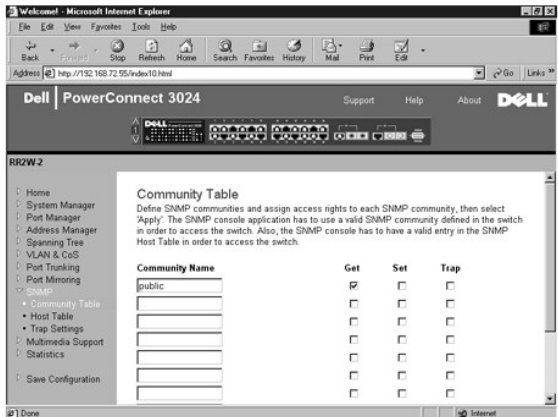 Welcome! - Microsoft Internet Explorer
File Edit View Favorites Tools Help
Back Forward Stop Refresh Home Search Favorites History Mail Print Edit
Address http://192.168.72.55/index10.html Go Links »
Dell | PowerConnect 3024 Support Help About DELL
DELL
RR2W-2
Home
System Manager
Port Manager
Address Manager
Spanning Tree
VLAN & CoS
Port Trunking
Port Mirroring
SNMP
• Community Table
• Host Table
• Trap Settings
Multimedia Support
Statistics
Save Configuration
Community Table
Define SNMP communities and assign access rights to each SNMP community, then select
'Apply'. The SNMP console application has to use a valid SNMP community defined in the switch
in order to access the switch. Also, the SNMP console has to have a valid entry in the SNMP
Host Table in order to access the switch.
Community Name Get Set Trap
public
Done Internet